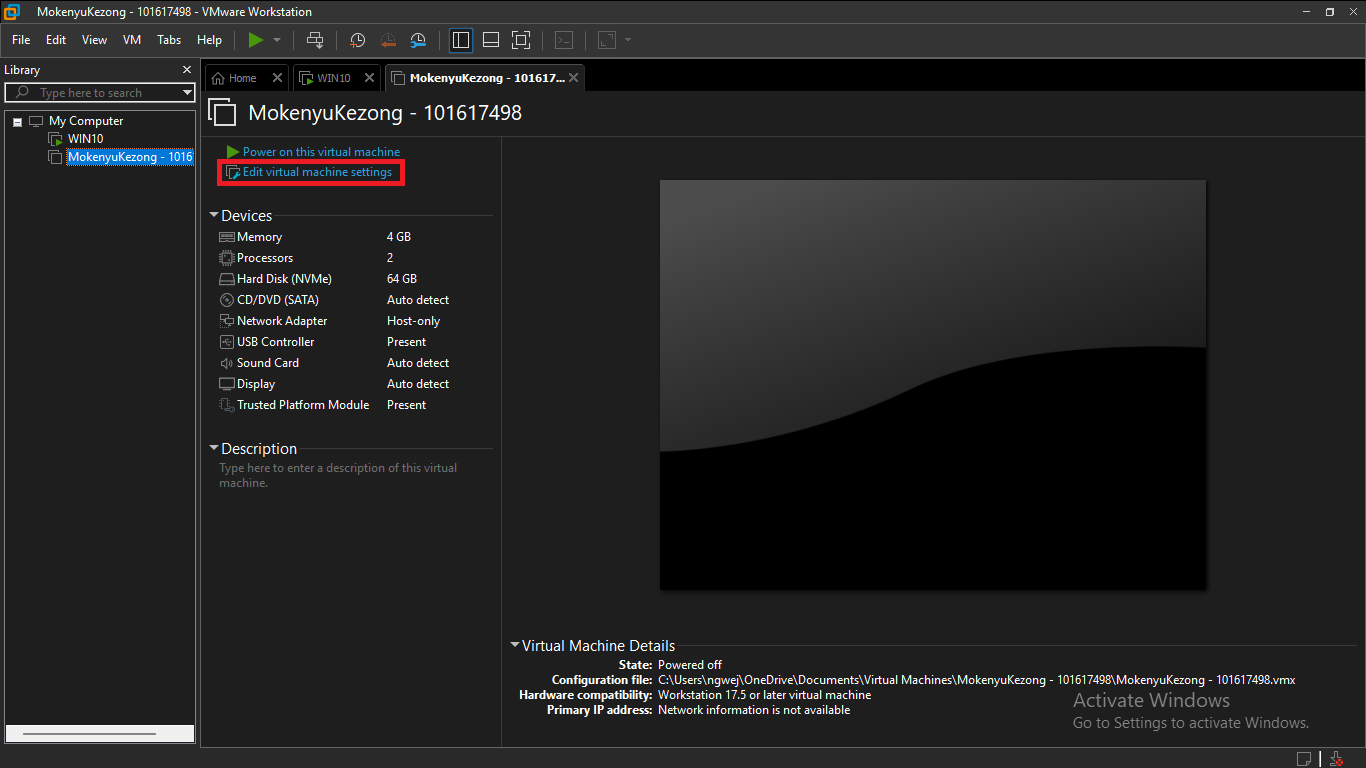 MokenyuKezong - 101617498 - VMware Workstation
File Edit View VM Tabs Help
Library
Type here to search
My Computer
WIN10
MokenyuKezong - 1016
Home WIN10 MokenyuKezong - 101617...
MokenyuKezong - 101617498
Power on this virtual machine
Edit virtual machine settings
Devices
Memory 4 GB
Processors 2
Hard Disk (NVMe) 64 GB
CD/DVD (SATA) Auto detect
Network Adapter Host-only
USB Controller Present
Sound Card Auto detect
Display Auto detect
Trusted Platform Module Present
Description
Type here to enter a description of this virtual
machine.
Virtual Machine Details
State: Powered off
Configuration file: C:\Users\ngwej\OneDrive\Documents\Virtual Machines\MokenyuKezong - 101617498\MokenyuKezong - 101617498.vmx
Hardware compatibility: Workstation 17.5 or later virtual machine
Primary IP address: Network information is not available
Activate Windows
Go to Settings to activate Windows.